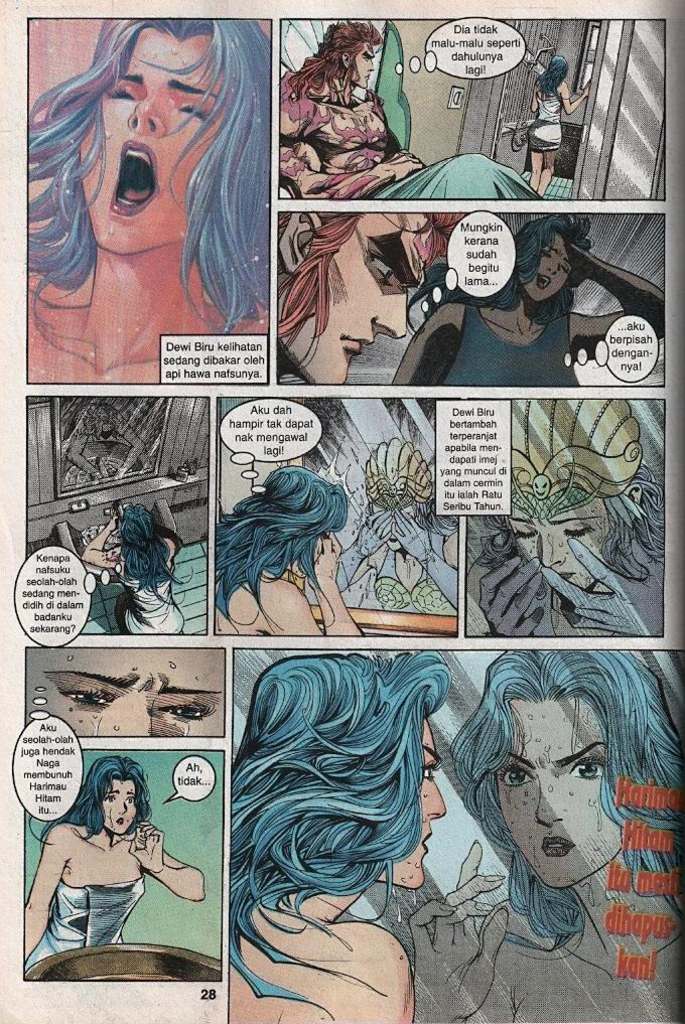 Dewi Biru kelihatan
sedang dibakar oleh
api hawa nafsunya.
Dia tidak
malu-malu seperti
dahulunya
lagi!
Mungkin
kerana
sudah
begitu
lama...
...aku
berpisah
dengan-
nya!
Kenapa
nafsuku
seolah-olah
sedang men-
didih di dalam
badanku
sekarang?
Aku dah
hampir tak dapat
nak mengawal
lagi!
Dewi Biru
bertambah
terperanjat
apabila men-
dapati imej
yang muncul di
dalam cermin
itu ialah Ratu
Seribu Tahun.
Aku
seolah-olah
juga hendak
Naga
membunuh
Harimau
Hitam
itu...
Ah,
tidak...
Harimau
Hitam
itu mesti
dihapus-
kan!
28